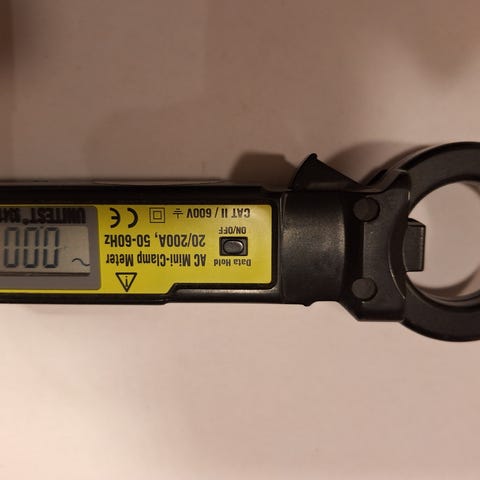 AC Mini-Clamp Meter
Data Hold
20/200A, 50-60Hz
ON/OFF
CAT II / 600V CE
~ 000
UNITEST®